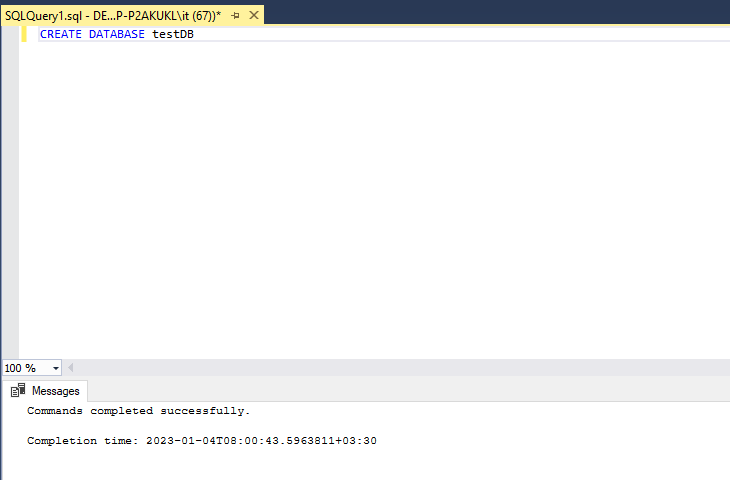 SQLQuery1.sql - DE...P-P2AKUKL\it (67))*
CREATE DATABASE testDB
100 %
Messages
Commands completed successfully.
Completion time: 2023-01-04T08:00:43.5963811+03:30